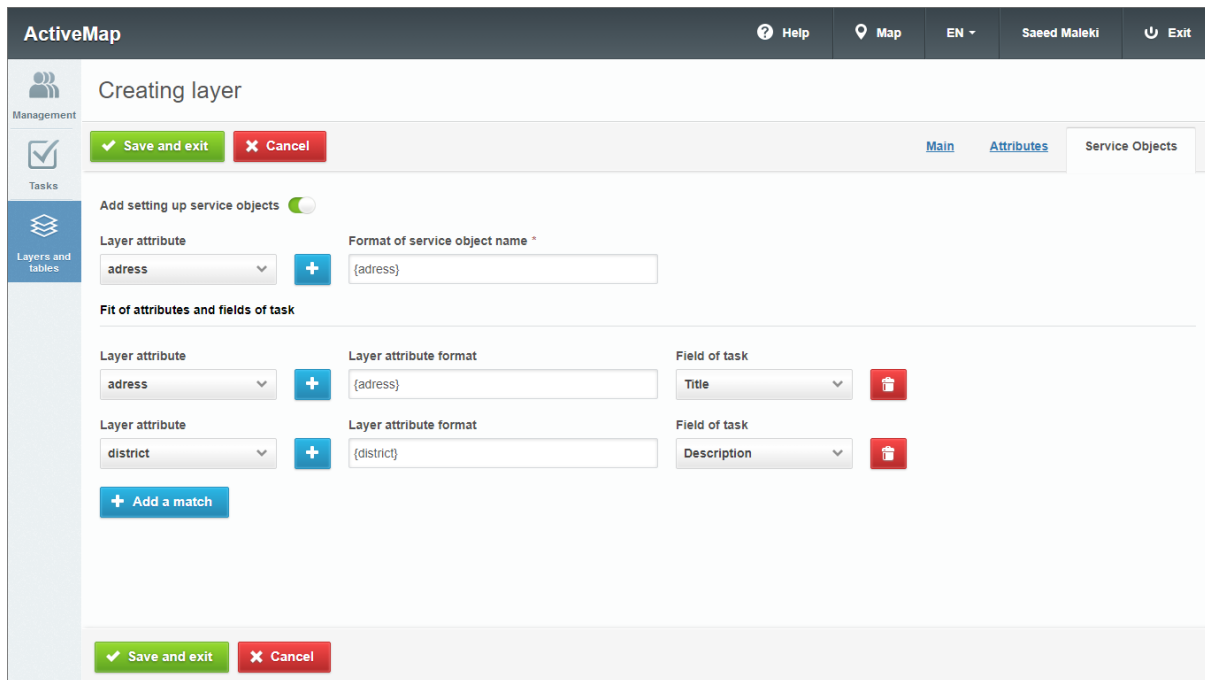 ActiveMap
Help
Map
EN
Saeed Maleki
Exit
Management
Tasks
Layers and
tables
Creating layer
Save and exit
Cancel
Main
Attributes
Service Objects
Add setting up service objects
Layer attribute
Format of service object name *
adress
{adress}
Fit of attributes and fields of task
Layer attribute
Layer attribute format
Field of task
adress
{adress}
Title
Layer attribute
Layer attribute format
Field of task
district
{district}
Description
Add a match
Save and exit
Cancel